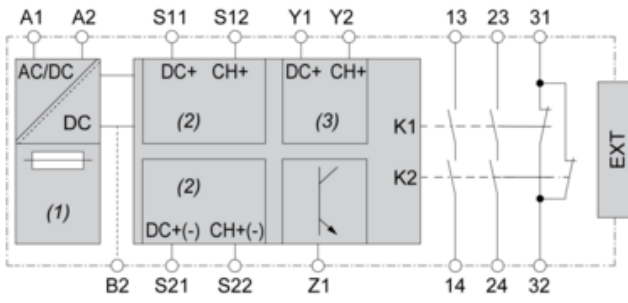 A1 A2 S11 S12 Y1 Y2 13 23 31
AC/DC DC+ CH+ DC+ CH+
DC (2) (3) K1
EXT
(2) K2
(1)
DC+(-) CH+(-)
B2 S21 S22 Z1 14 24 32